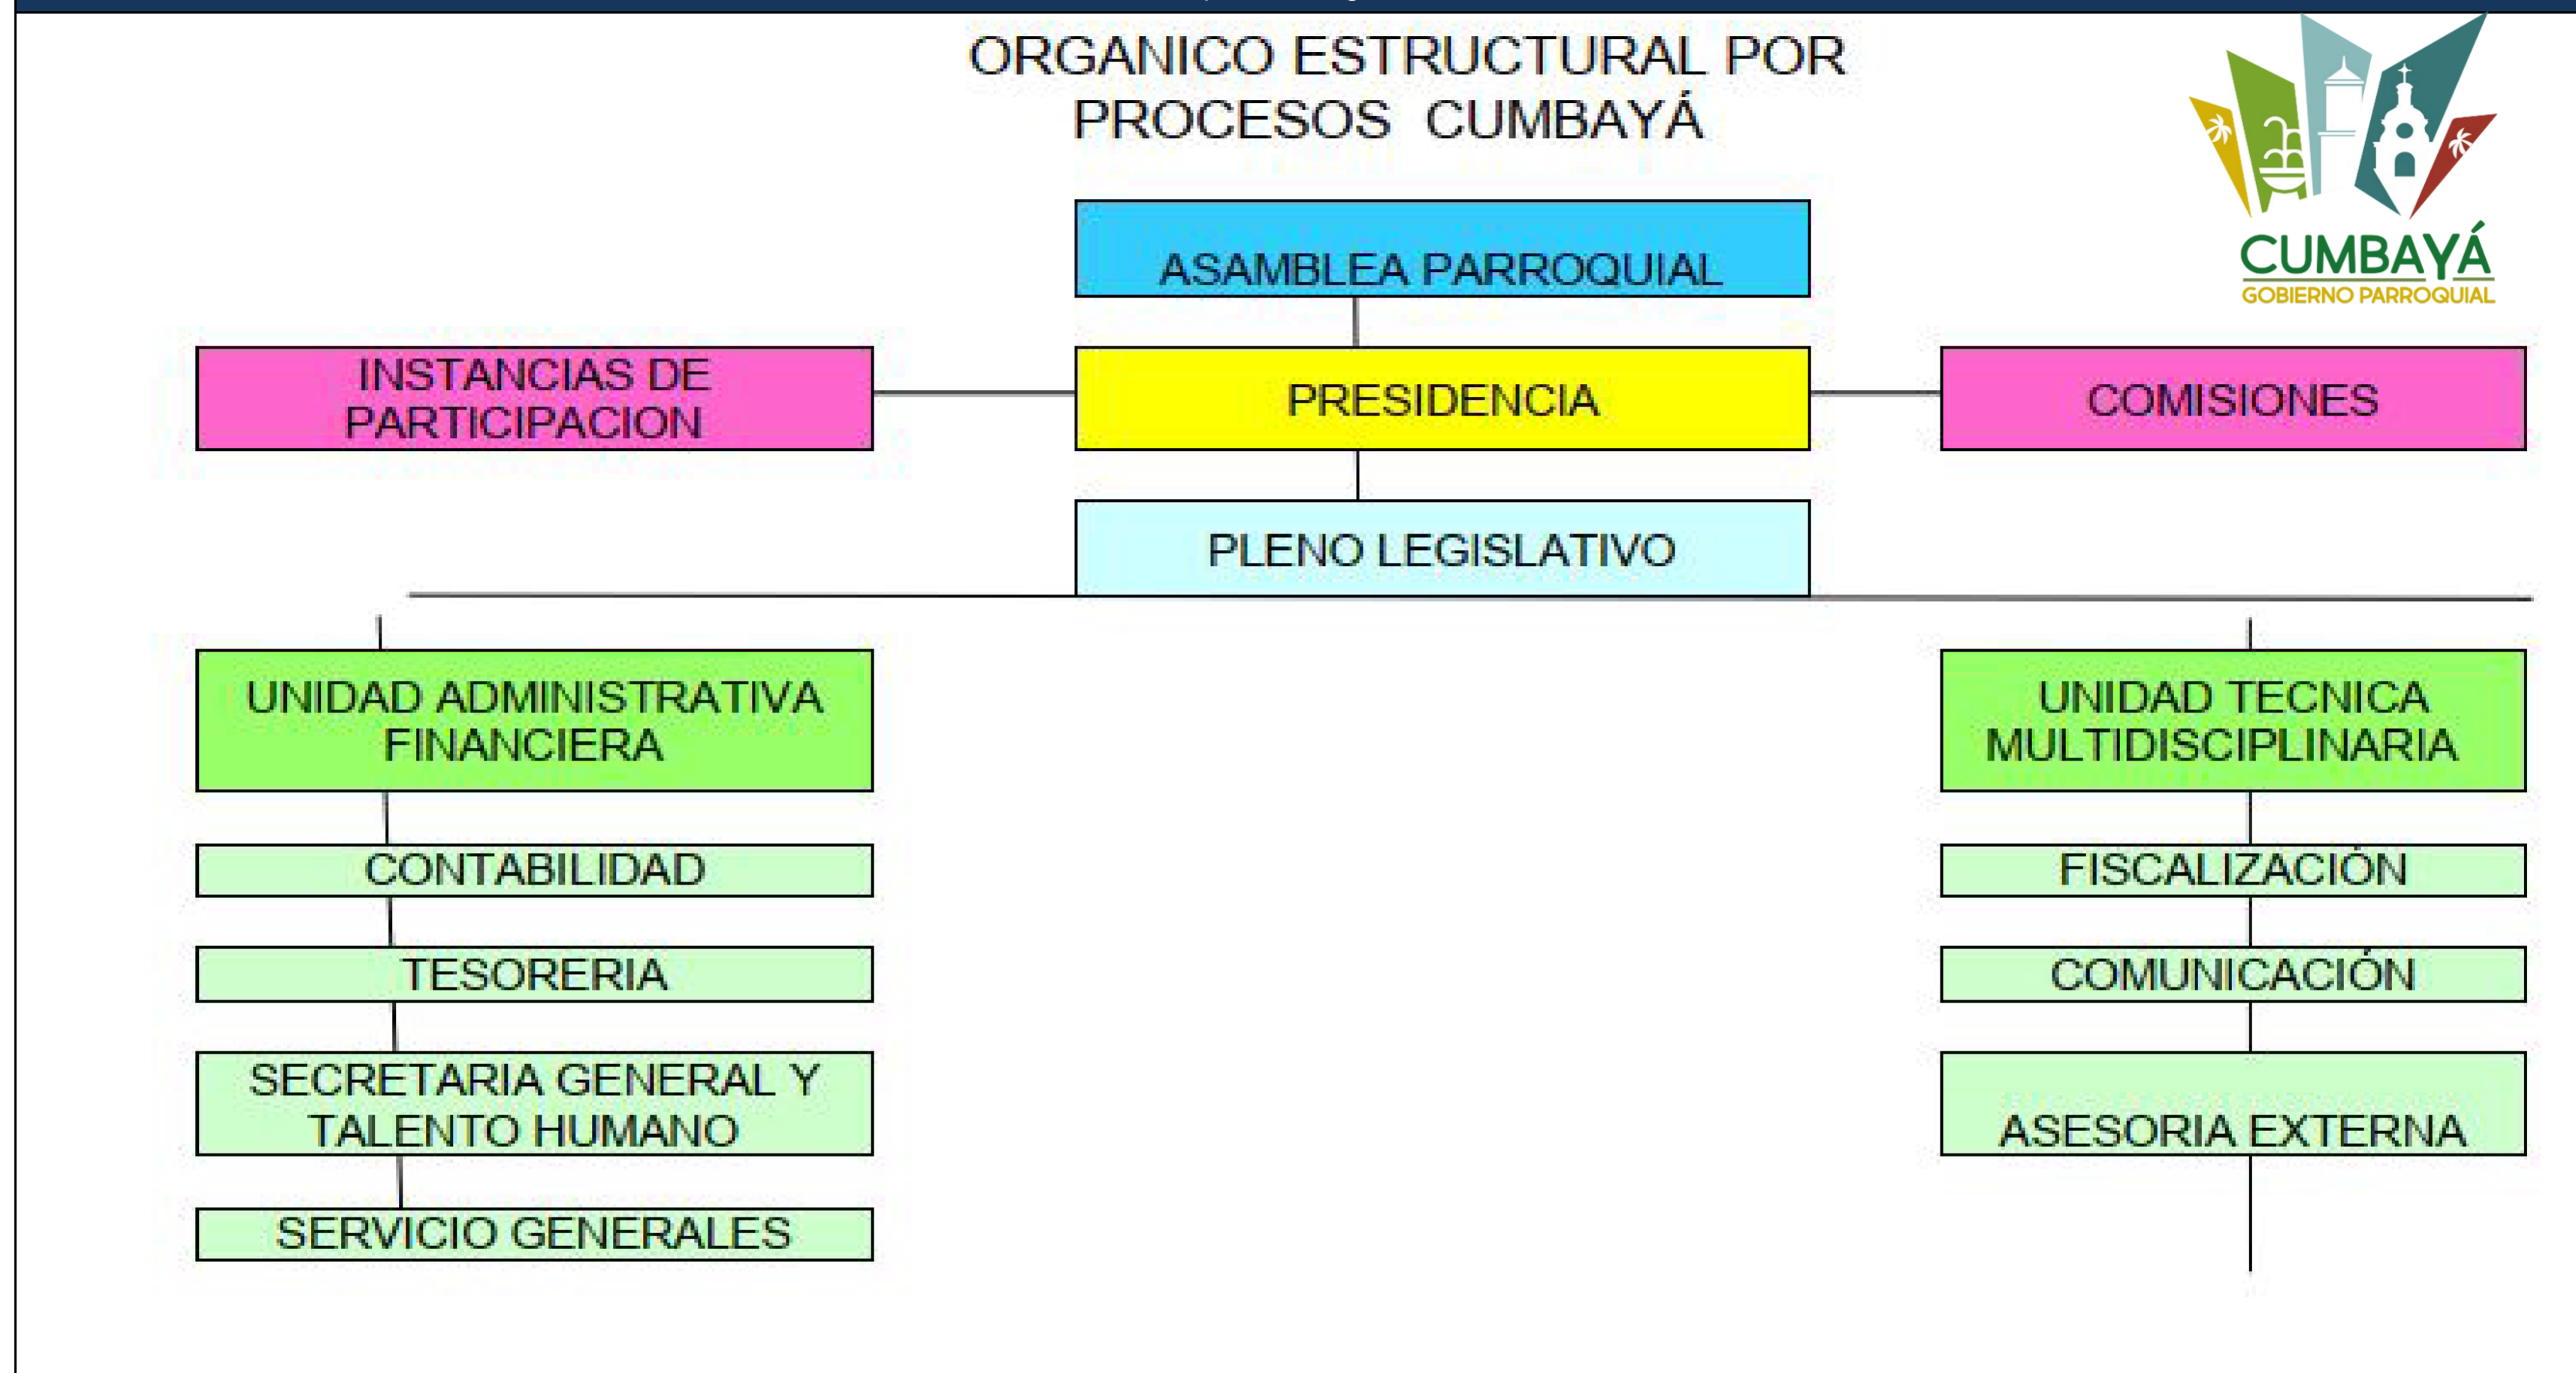 ORGANICO ESTRUCTURAL POR
PROCESOS CUMBAYÁ
CUMBAYÁ
GOBIERNO PARROQUIAL
ASAMBLEA PARROQUIAL
INSTANCIAS DE
PARTICIPACION
PRESIDENCIA
COMISIONES
PLENO LEGISLATIVO
UNIDAD ADMINISTRATIVA
FINANCIERA
UNIDAD TECNICA
MULTIDISCIPLINARIA
CONTABILIDAD
FISCALIZACIÓN
TESORERIA
COMUNICACIÓN
SECRETARIA GENERAL Y
TALENTO HUMANO
ASESORIA EXTERNA
SERVICIO GENERALES